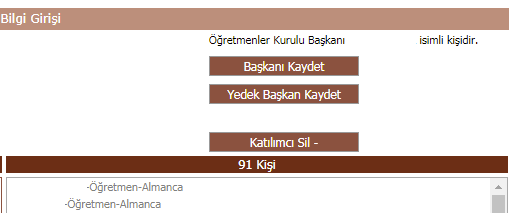 Bilgi Girişi
Öğretmenler Kurulu Başkanı isimli kişidir.
Başkanı Kaydet
Yedek Başkan Kaydet
Katılımcı Sil -
91 Kişi
-Öğretmen-Almanca
-Öğretmen-Almanca